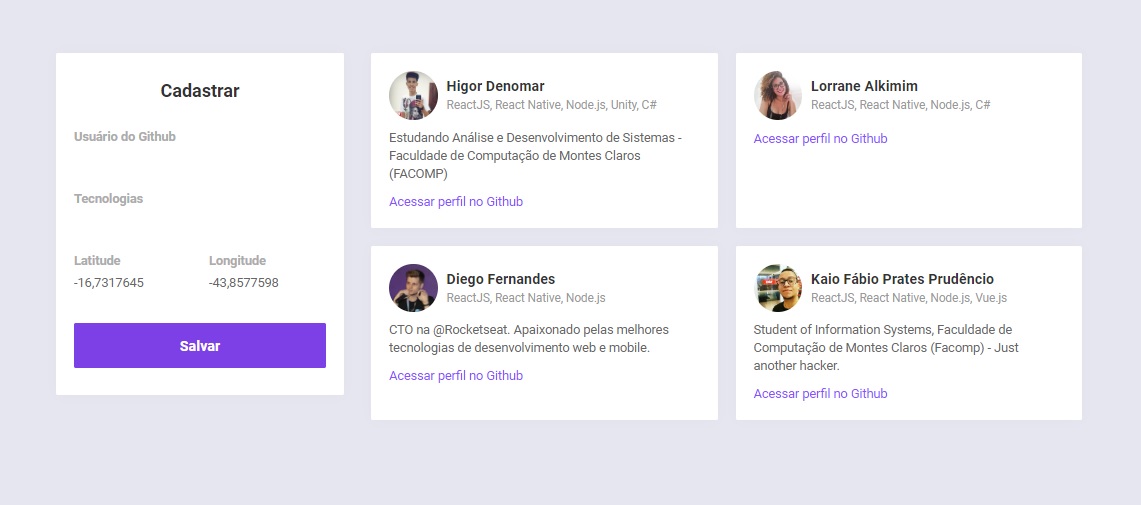 Cadastrar
Usuário do Github
Tecnologias
Latitude
Longitude
-16,7317645
-43,8577598
Salvar
Higor Denomar
ReactJS, React Native, Node.js, Unity, C#
Estudando Análise e Desenvolvimento de Sistemas -
Faculdade de Computação de Montes Claros
(FACOMP)
Acessar perfil no Github
Lorrane Alkimim
ReactJS, React Native, Node.js, C#
Acessar perfil no Github
Diego Fernandes
ReactJS, React Native, Node.js
CTO na @Rocketseat. Apaixonado pelas melhores
tecnologias de desenvolvimento web e mobile.
Acessar perfil no Github
Kaio Fábio Prates Prudêncio
ReactJS, React Native, Node.js, Vue.js
Student of Information Systems, Faculdade de
Computação de Montes Claros (Facomp) - Just
another hacker.
Acessar perfil no Github